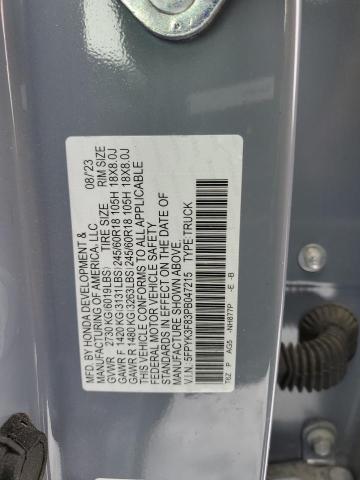 MFD. BY HONDA DEVELOPMENT & 08/'23
MANUFACTURING OF AMERICA, LLC
TIRE SIZE RIM SIZE
GVWR 2730 KG(6019LBS)
GAWR F 1420 KG(3131LBS) 245/60R18 105H 18X8.0J
GAWR R 1480 KG(3263LBS) 245/60R18 105H 18X8.0J
THIS VEHICLE CONFORMS TO ALL APPLICABLE
FEDERAL MOTOR VEHICLE SAFETY
STANDARDS IN EFFECT ON THE DATE OF
MANUFACTURE SHOWN ABOVE.
V.I.N: 5FPYK3F83PB047215 TYPE:TRUCK
T6Z P AG5 -NH877P -E -B